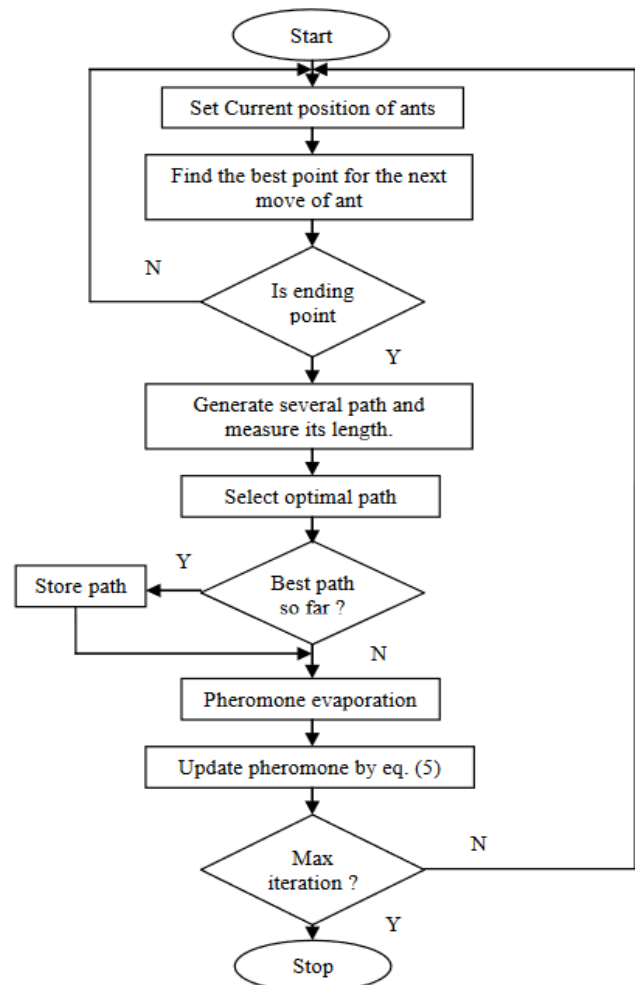 Start
Set Current position of ants
Find the best point for the next
move of ant
N
Is ending
point
Y
Generate several path and
measure its length.
Select optimal path
Y
Store path
Best path
so far ?
N
Pheromone evaporation
Update pheromone by eq. (5)
N
Max
iteration ?
Y
Stop